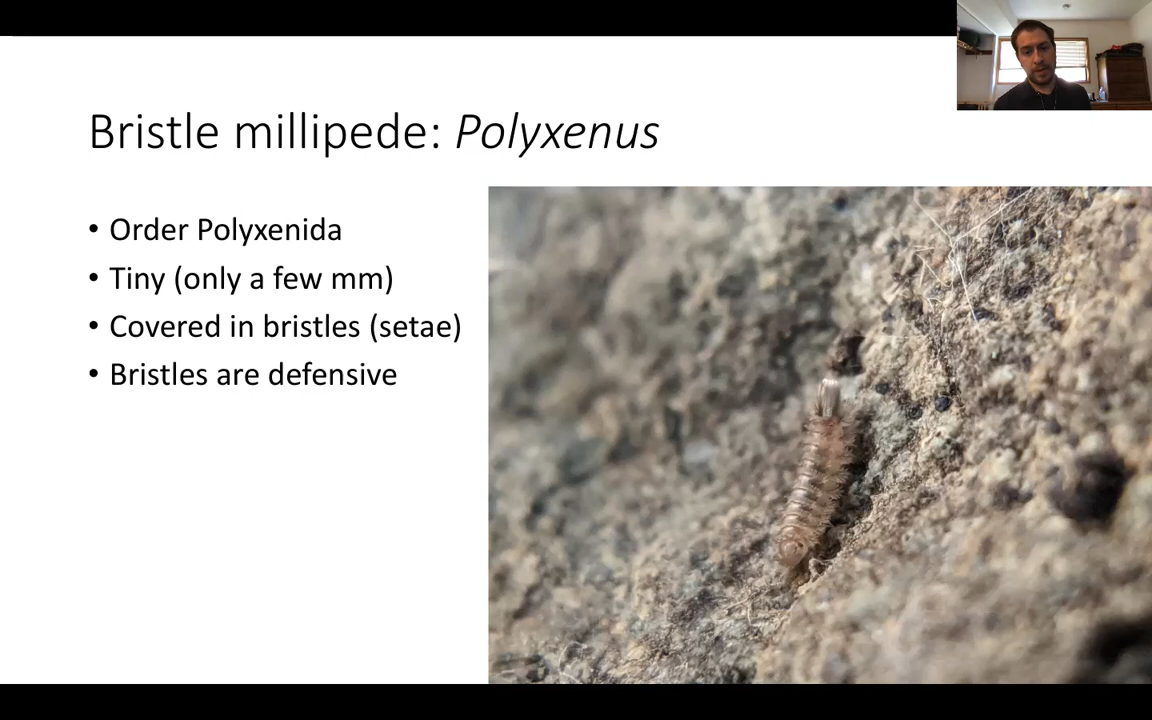 Bristle millipede: Polyxenus
• Order Polyxenida
• Tiny (only a few mm)
• Covered in bristles (setae)
• Bristles are defensive